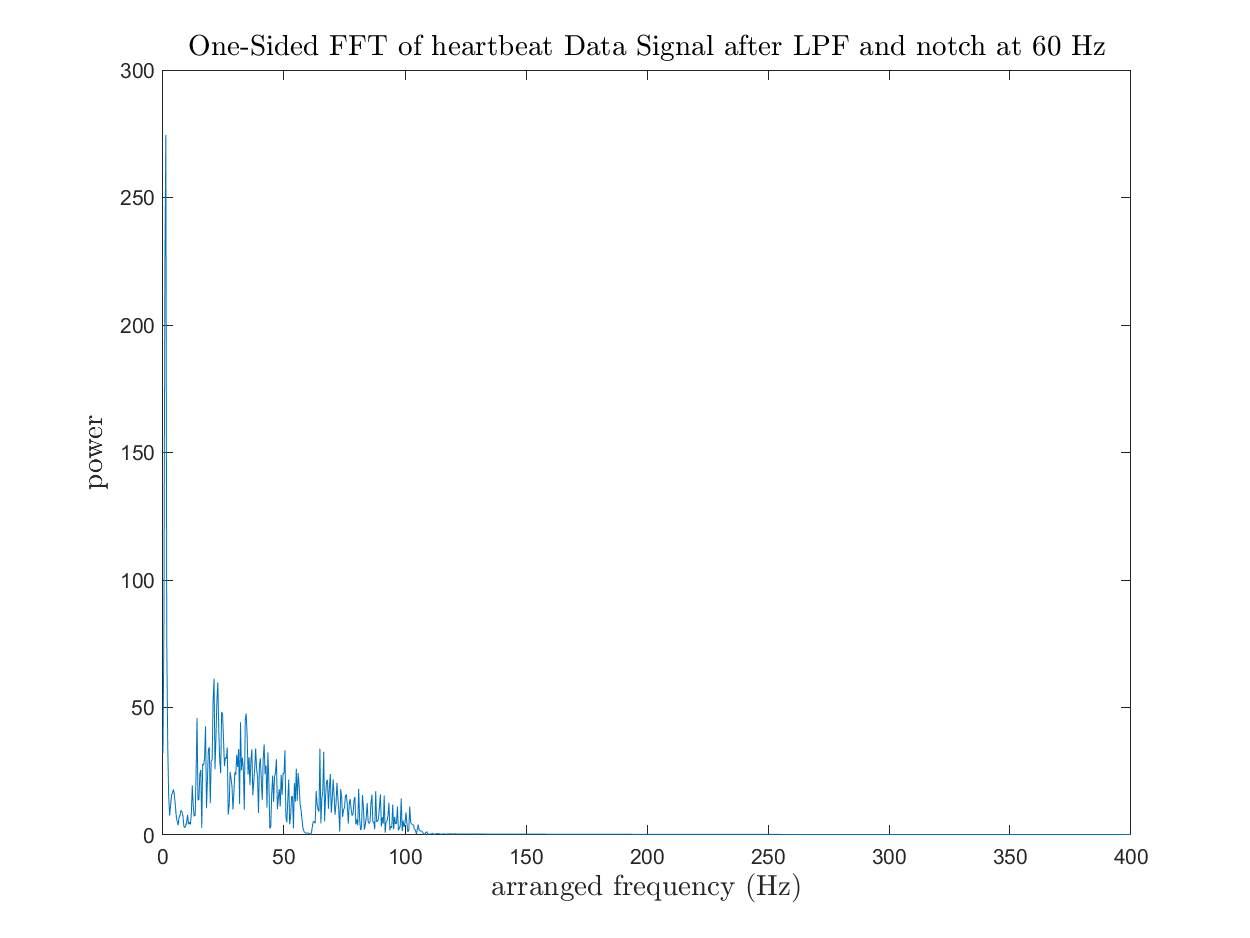 One-Sided FFT of heartbeat Data Signal after LPF and notch at 60 Hz
300
250
200
150
100
50
0
power
0 50 100 150 200 250 300 350 400
arranged frequency (Hz)